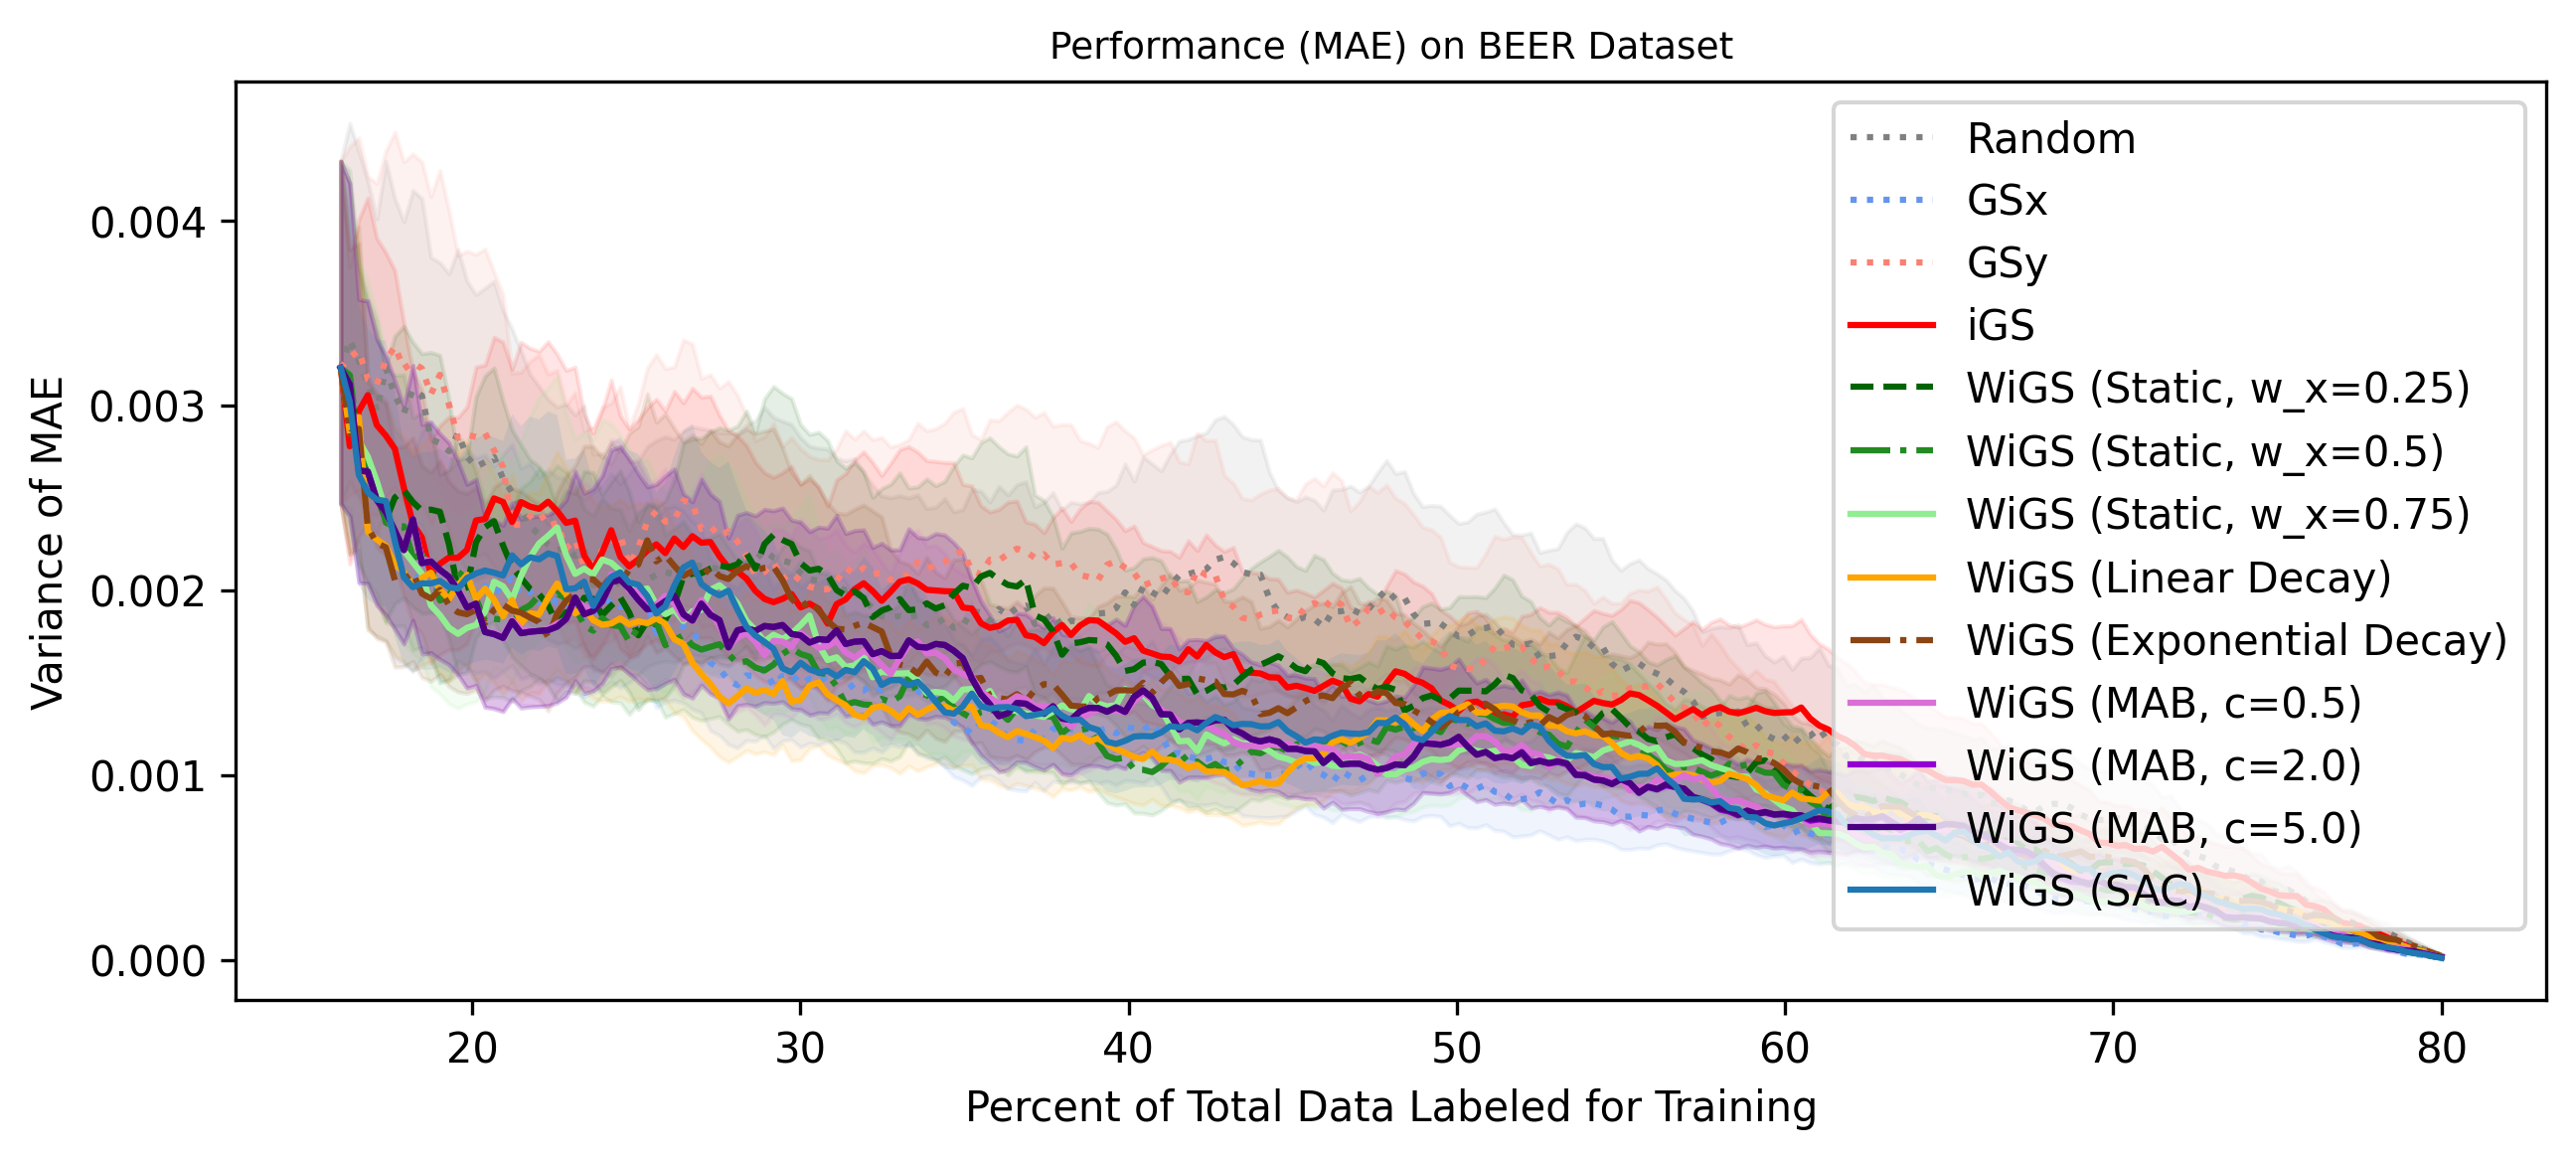 Performance (MAE) on BEER Dataset
Variance of MAE
0.004
0.003
0.002
0.001
0.000
Random
GSx
GSy
iGS
WiGS (Static, w_x=0.25)
WiGS (Static, w_x=0.5)
WiGS (Static, w_x=0.75)
WiGS (Linear Decay)
WiGS (Exponential Decay)
WiGS (MAB, c=0.5)
WiGS (MAB, c=2.0)
WiGS (MAB, c=5.0)
WiGS (SAC)
20 30 40 50 60 70 80
Percent of Total Data Labeled for Training